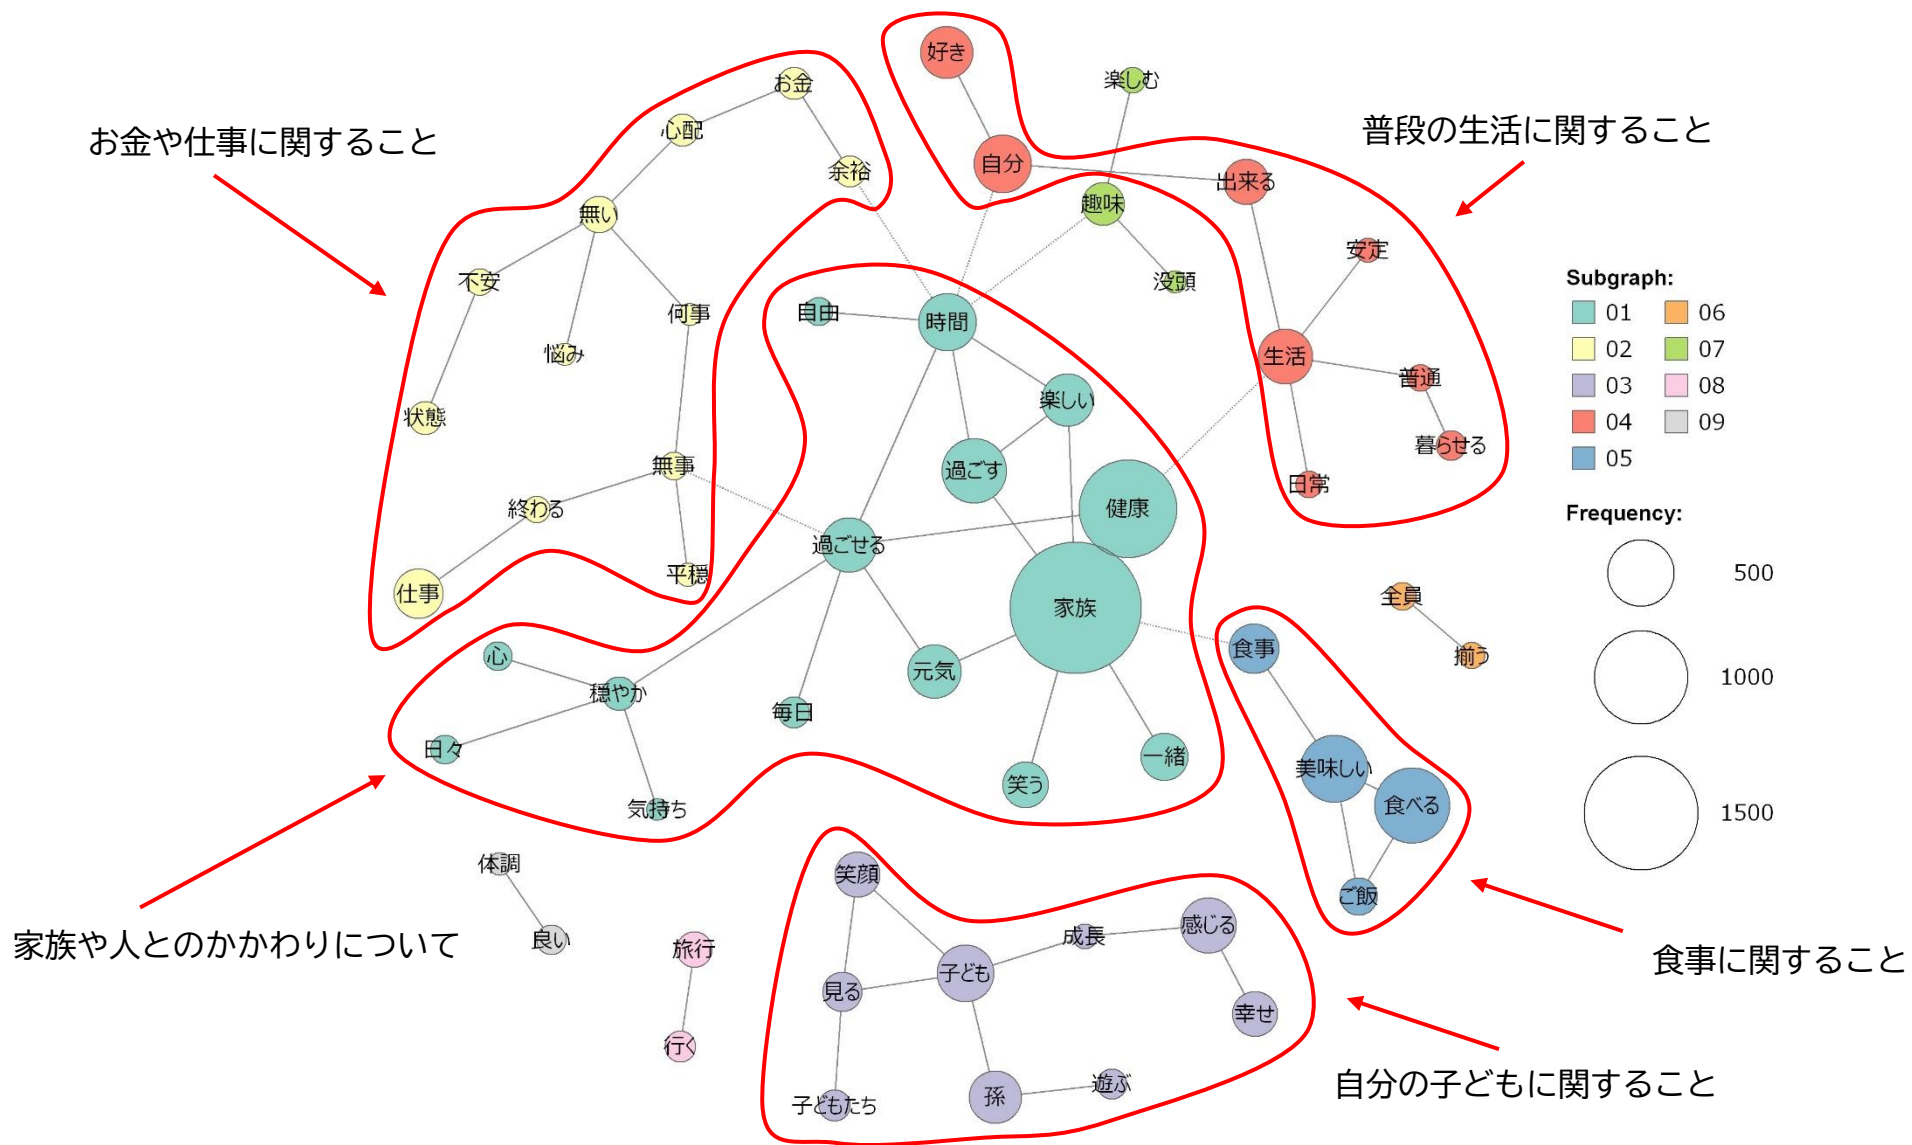 好き
楽しむ
お金
心配
お金や仕事に関すること
普段の生活に関すること
余裕
自分
出来る
趣味
無い
安定
不安
没頭
何事
自由
時間
悩み
生活
普通
楽しい
状態
暮らせる
無事
過ごす
日常
終わる
健康
過ごせる
平穏
仕事
家族
全員
心
元気
食事
揃う
穏やか
毎日
日々
一緒
笑う
気持ち
美味しい
食べる
ご飯
体調
良い
家族や人とのかかわりについて
旅行
行く
笑顔
成長
感じる
子ども
見る
幸せ
孫
遊ぶ
子どもたち
食事に関すること
自分の子どもに関すること
Subgraph:
01 06
02 07
03 08
04 09
05
Frequency:
500
1000
1500